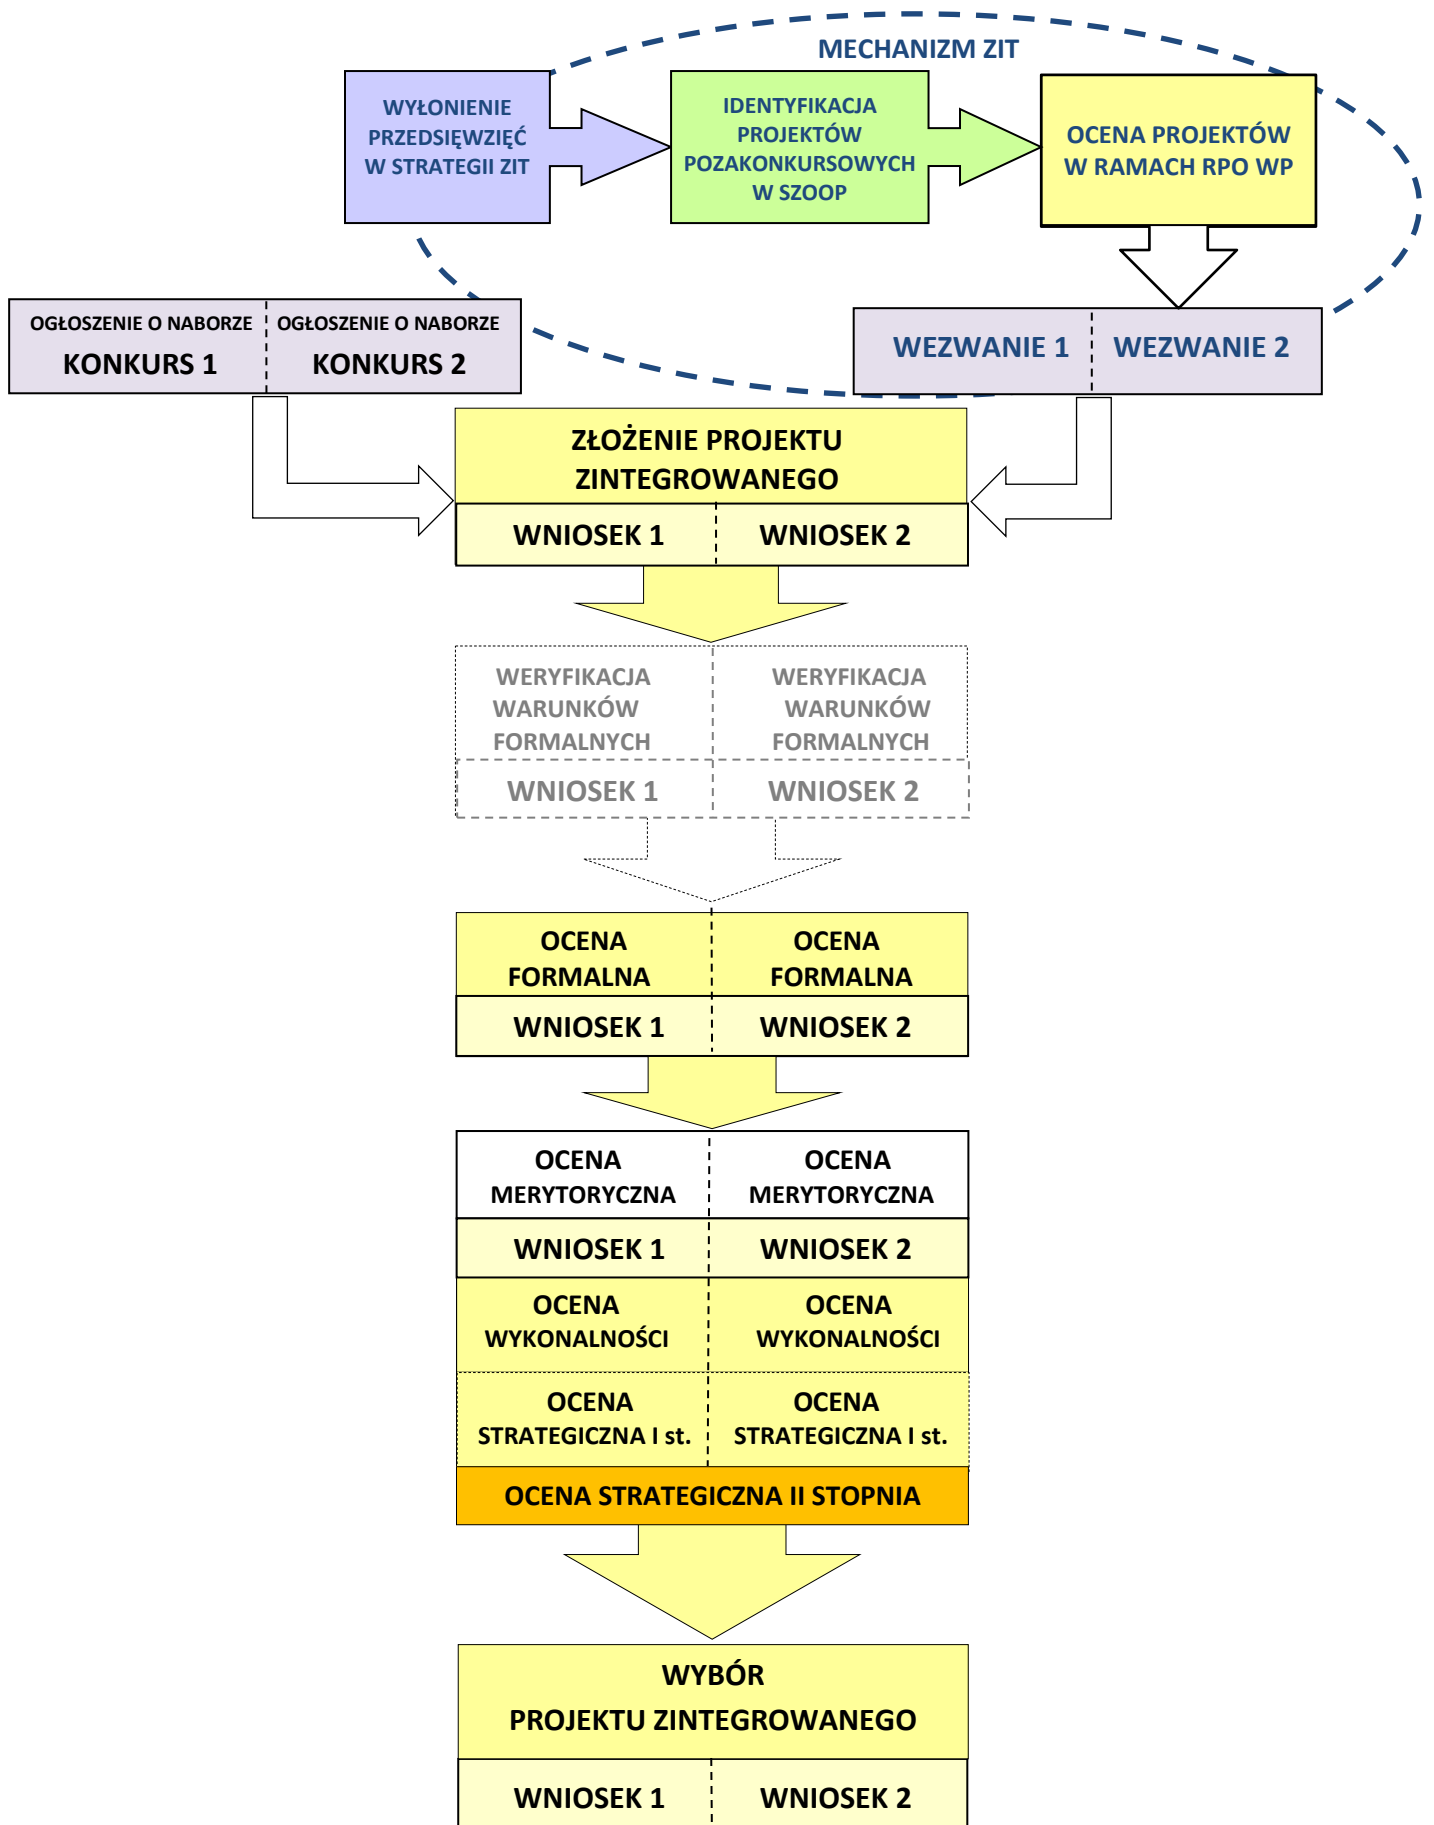 MECHANIZM ZIT
WYŁONIENIE
PRZEDSIĘWZIĘĆ
W STRATEGII ZIT
IDENTYFIKACJA
PROJEKTÓW
POZAKONKURSOWYCH
W SZOOP
OCENA PROJEKTÓW
W RAMACH RPO WP
OGŁOSZENIE O NABORZE
KONKURS 1
OGŁOSZENIE O NABORZE
KONKURS 2
WEZWANIE 1
WEZWANIE 2
ZŁOŻENIE PROJEKTU
ZINTEGROWANEGO
WNIOSEK 1
WNIOSEK 2
WERYFIKACJA
WARUNKÓW
FORMALNYCH
WNIOSEK 1
WERYFIKACJA
WARUNKÓW
FORMALNYCH
WNIOSEK 2
OCENA
FORMALNA
WNIOSEK 1
OCENA
FORMALNA
WNIOSEK 2
OCENA
MERYTORYCZNA
WNIOSEK 1
OCENA
MERYTORYCZNA
WNIOSEK 2
OCENA
WYKONALNOŚCI
OCENA
WYKONALNOŚCI
OCENA
STRATEGICZNA I st.
OCENA
STRATEGICZNA I st.
OCENA STRATEGICZNA II STOPNIA
WYBÓR
PROJEKTU ZINTEGROWANEGO
WNIOSEK 1
WNIOSEK 2